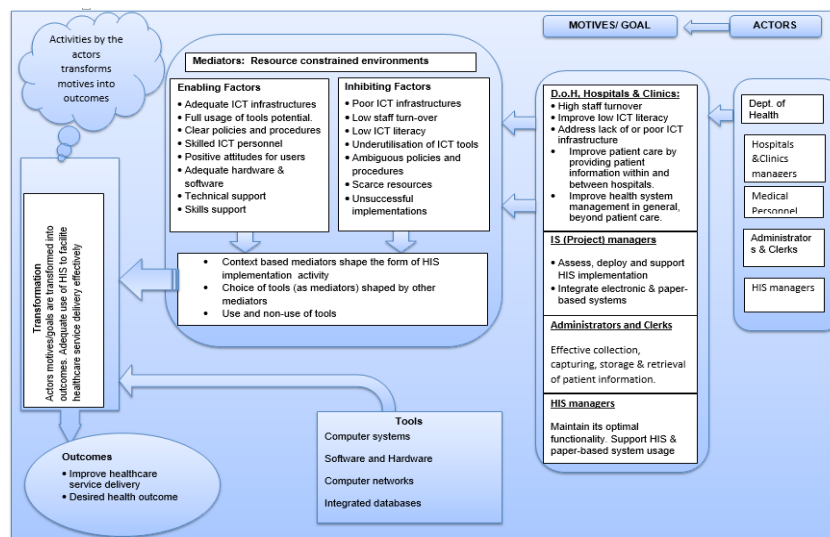 Activities by the
actors
transforms
motives into
outcomes
MOTIVES/ GOAL
ACTORS
Mediators: Resource constrained environments
Enabling Factors
• Adequate ICT infrastructures
• Full usage of tools potential.
• Clear policies and procedures
• Skilled ICT personnel
• Positive attitudes for users
• Adequate hardware &
software
• Technical support
• Skills support
Inhibiting Factors
• Poor ICT infrastructures
• Low staff turn-over
• Low ICT literacy
• Underutilisation of ICT tools
• Ambiguous policies and
procedures
• Scarce resources
• Unsuccessful
implementations
• Context based mediators shape the form of HIS
implementation activity
• Choice of tools (as mediators) shaped by other
mediators
• Use and non-use of tools
D.o.H, Hospitals & Clinics:
• High staff turnover
• Improve low ICT literacy
• Address lack of or poor ICT
infrastructure
• Improve patient care by
providing patient
information within and
between hospitals.
• Improve health system
management in general,
beyond patient care.
IS (Project) managers
• Assess, deploy and support
HIS implementation
• Integrate electronic & paper-
based systems
Administrators and Clerks
Effective collection,
capturing, storage & retrieval
of patient information.
HIS managers
Maintain its optimal
functionality. Support HIS &
paper-based system usage
Dept. of
Health
Hospitals
&Clinics
managers
Medical
Personnel
Administrator
s & Clerks
HIS managers
Transformation
Actors motives/goals are transformed into
outcomes. Adequate use of HIS to facilite
healthcare service delivery effectively
Tools
Computer systems
Software and Hardware
Computer networks
Integrated databases
Outcomes
• Improve healthcare
service delivery
• Desired health outcome